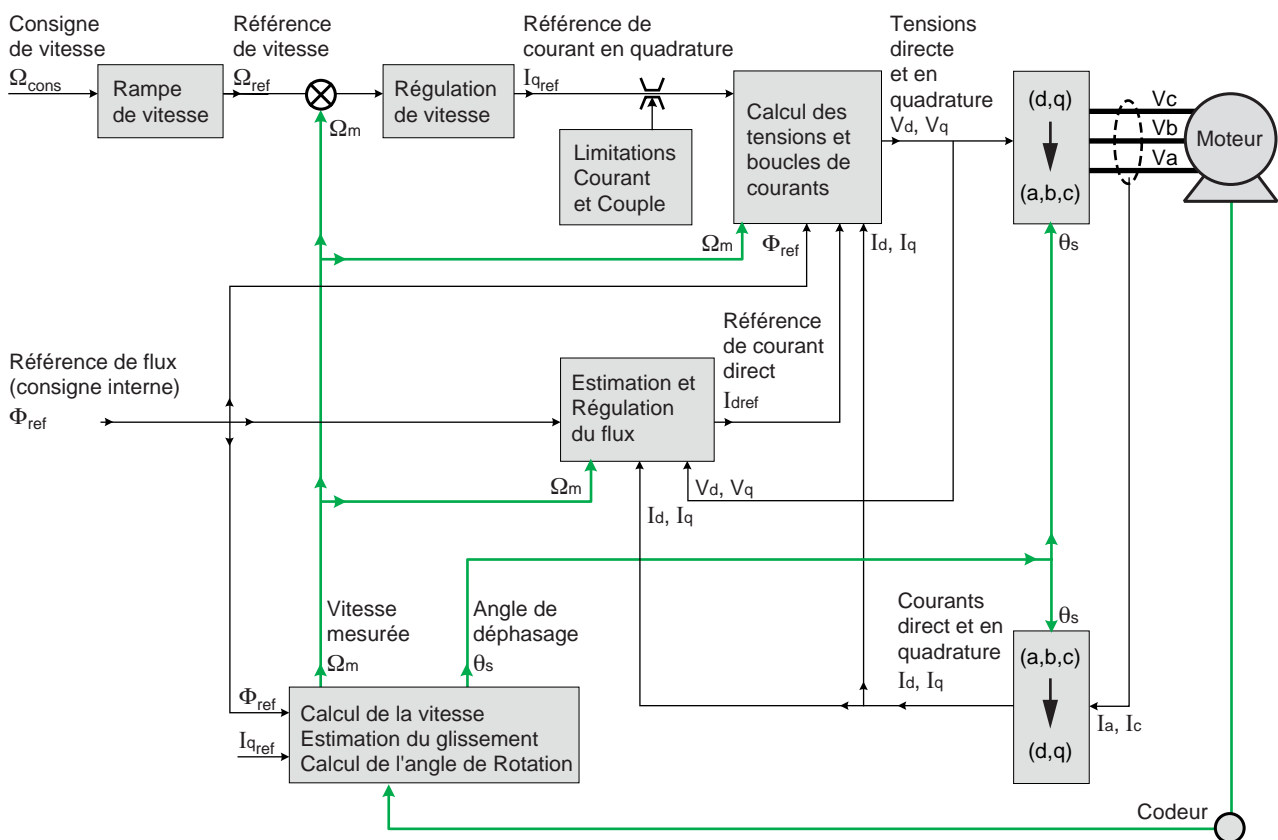 Consigne
de vitesse
Ωcons
Rampe
de vitesse
Référence
de vitesse
Ωref
Ωm
Régulation
de vitesse
Référence de
courant en quadrature
Iqref
Limitations
Courant
et Couple
Calcul des
tensions et
boucles de
courants
Tensions
directe
et en
quadrature
Vd, Vq
(d,q)
(a,b,c)
Vc
Vb
Va
Moteur
Ωm
Φref
Id, Iq
θs
Référence de flux
(consigne interne)
Φref
Estimation et
Régulation
du flux
Référence
de courant
direct
Idref
Ωm
Id, Iq
Vd, Vq
Vitesse
mesurée
Ωm
Angle de
déphasage
θs
Courants
direct et en
quadrature
Id, Iq
θs
(a,b,c)
(d,q)
Ia, Ic
Φref
Iqref
Calcul de la vitesse
Estimation du glissement
Calcul de l'angle de Rotation
Codeur